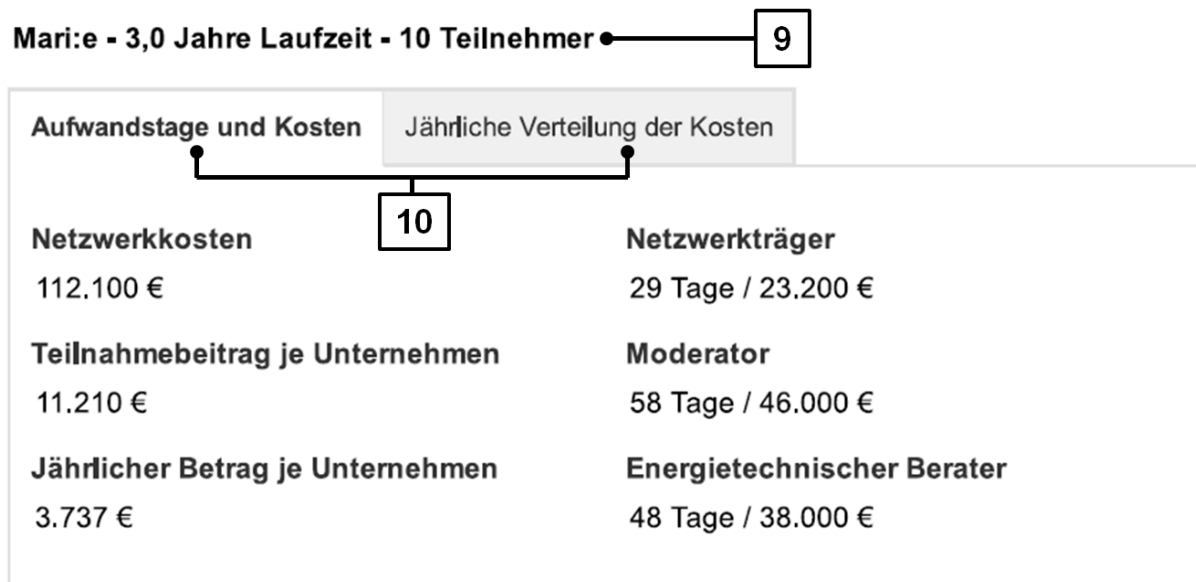 Mari:e - 3,0 Jahre Laufzeit - 10 Teilnehmer 9
Aufwandstage und Kosten Jährliche Verteilung der Kosten
10
Netzwerkkosten Netzwerkträger
112.100 € 29 Tage / 23.200 €
Teilnahmebeitrag je Unternehmen Moderator
11.210 € 58 Tage / 46.000 €
Jährlicher Betrag je Unternehmen Energietechnischer Berater
3.737 € 48 Tage / 38.000 €